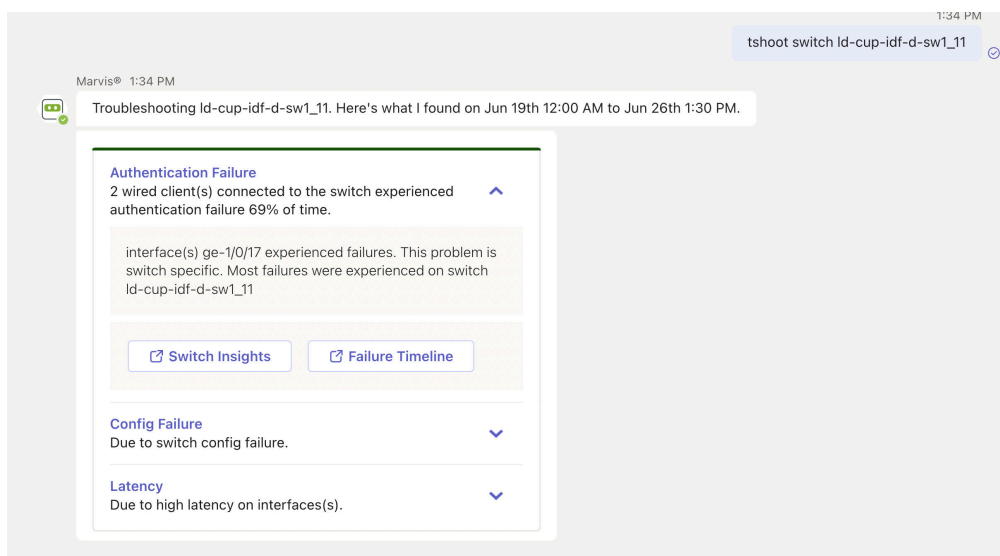 1:34 PM
tshoot switch ld-cup-idf-d-sw1_11
Marvis® 1:34 PM
Troubleshooting ld-cup-idf-d-sw1_11. Here's what I found on Jun 19th 12:00 AM to Jun 26th 1:30 PM.
Authentication Failure
2 wired client(s) connected to the switch experienced
authentication failure 69% of time.
interface(s) ge-1/0/17 experienced failures. This problem is
switch specific. Most failures were experienced on switch
ld-cup-idf-d-sw1_11
Switch Insights
Failure Timeline
Config Failure
Due to switch config failure.
Latency
Due to high latency on interfaces(s).